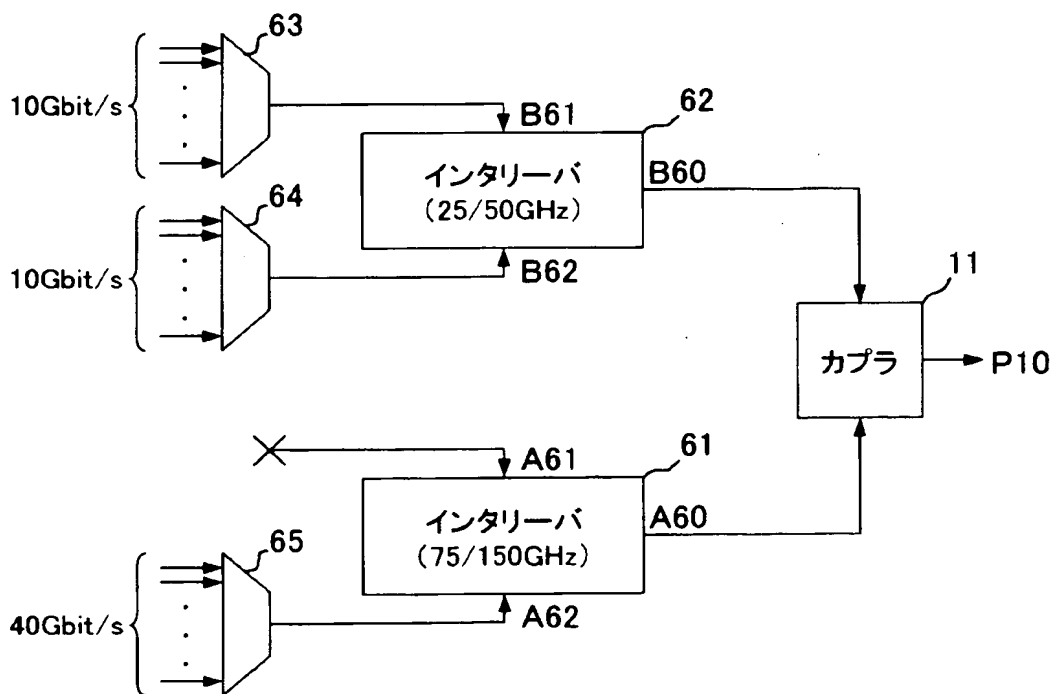 63
10Gbit/s
B61
62
インタリーバ
(25/50GHz)
B60
64
10Gbit/s
B62
11
カプラ
P10
A61
61
インタリーバ
(75/150GHz)
A60
65
40Gbit/s
A62